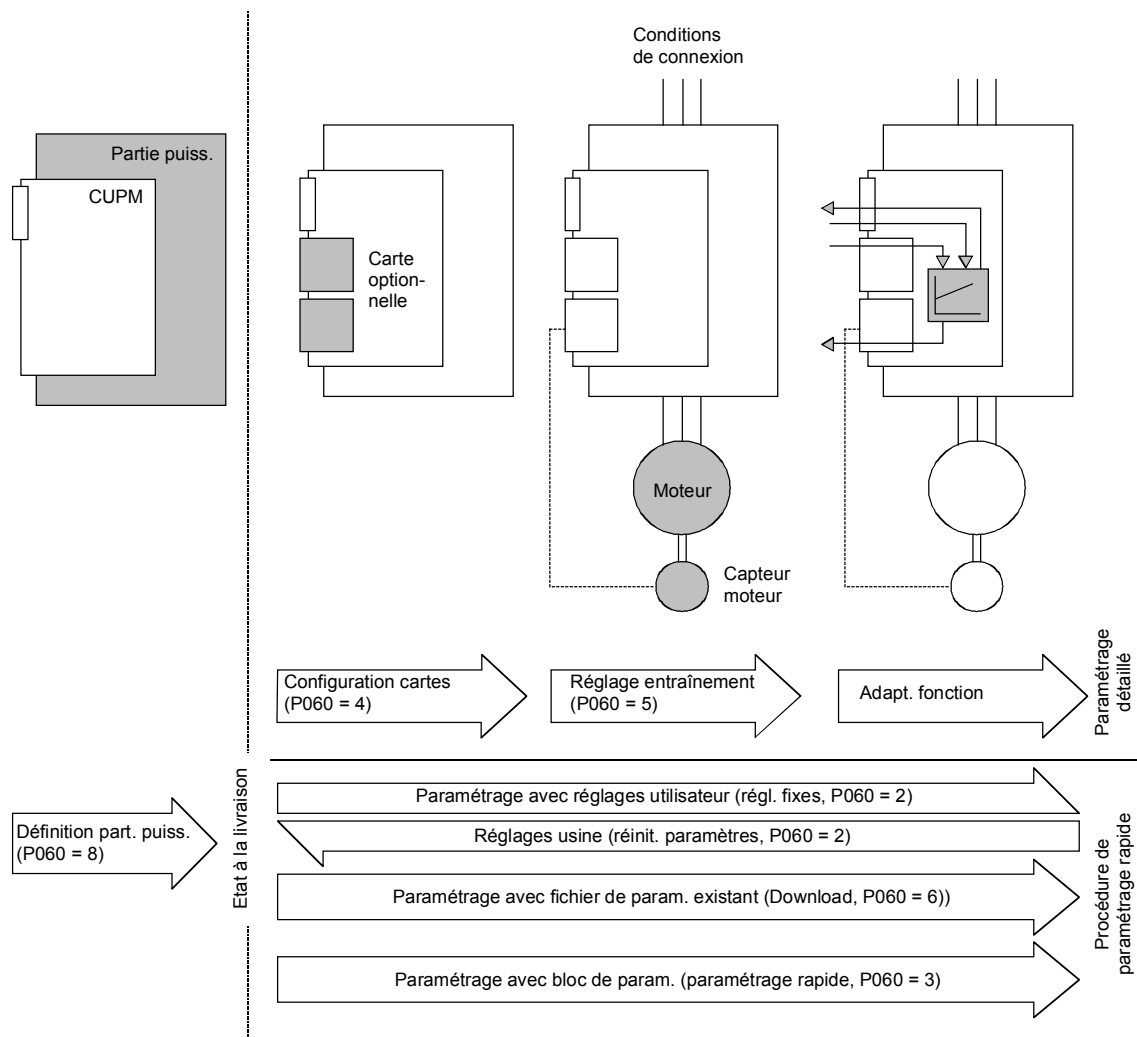 Conditions
de connexion
Partie puiss.
CUPM
Carte
option-
nelle
Moteur
Capteur
moteur
Configuration cartes
(P060 = 4)
Réglage entraînement
(P060 = 5)
Adapt. fonction
Paramétrage
détaillé
Définition part. puiss.
(P060 = 8)
Etat à la livraison
Paramétrage avec réglages utilisateur (régl. fixes, P060 = 2)
Réglages usine (réinit. paramètres, P060 = 2)
Paramétrage avec fichier de param. existant (Download, P060 = 6))
Paramétrage avec bloc de param. (paramétrage rapide, P060 = 3)
Procédure de
paramétrage rapide